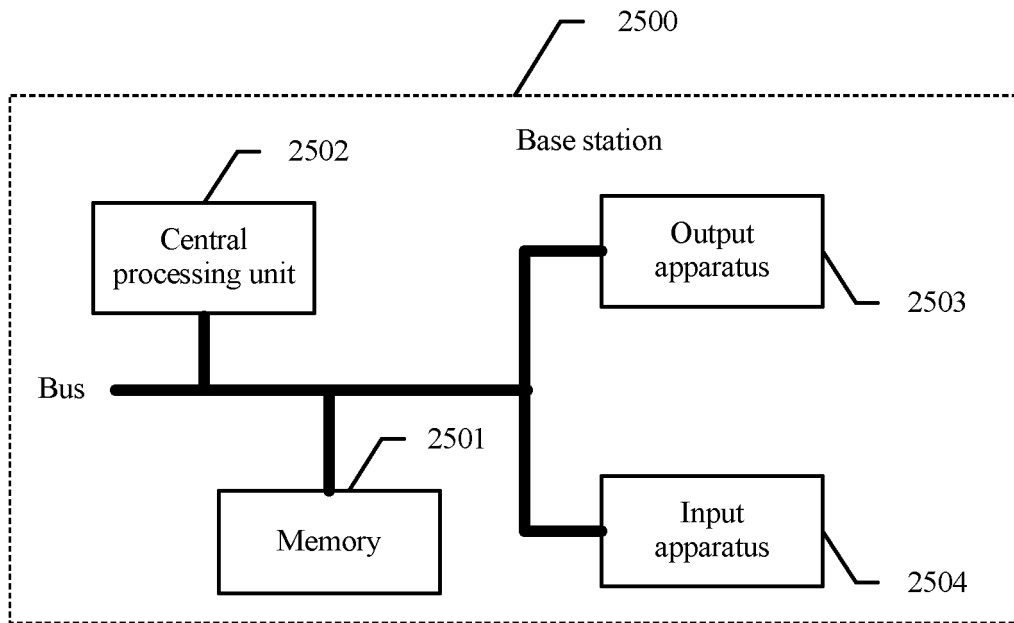 2500
Base station
2502
Central
processing unit
Output
apparatus
2503
Bus
2501
Memory
Input
apparatus
2504